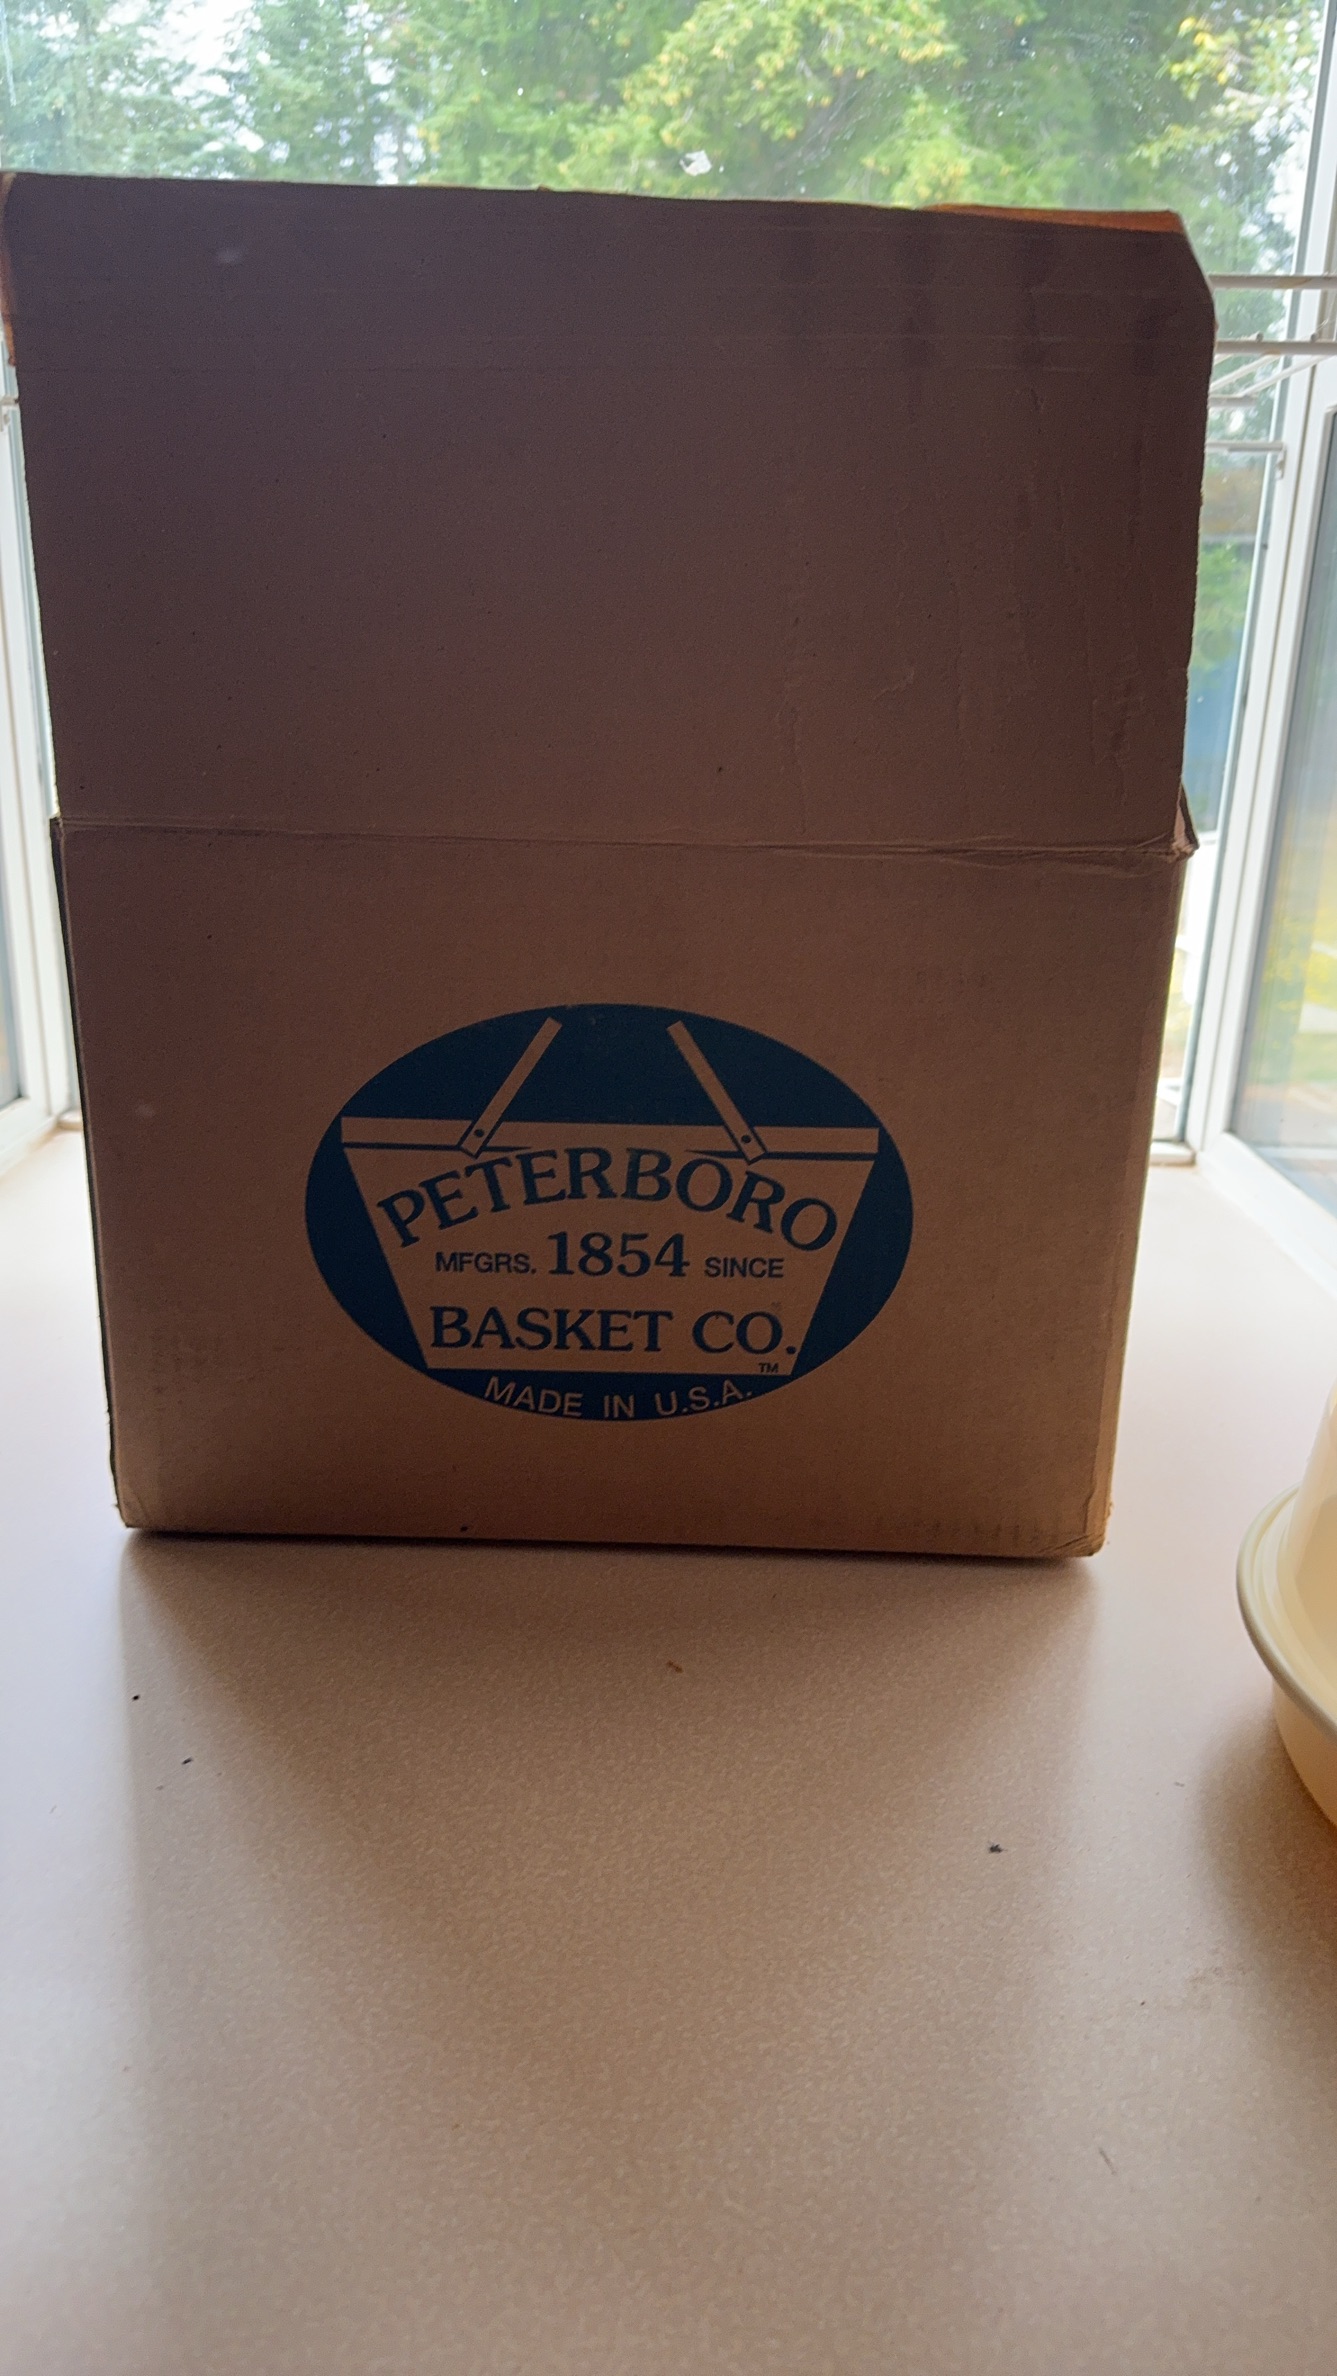 PETERBORO
MFGRS. 1854 SINCE
BASKET CO.
TM
MADE IN U.S.A.